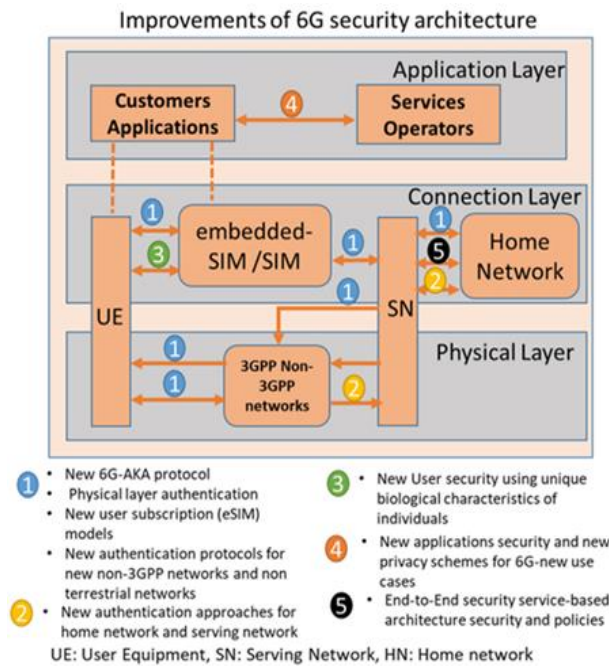 Improvements of 6G security architecture
Application Layer
Customers
Applications
4
Services
Operators
Connection Layer
1
3
embedded-
SIM /SIM
1
1
1
5
2
Home
Network
UE
SN
Physical Layer
1
1
3GPP Non-
3GPP
networks
2
1
• New 6G-AKA protocol
• Physical layer authentication
• New user subscription (eSIM)
models
• New authentication protocols for
new non-3GPP networks and non
terrestrial networks
2
• New authentication approaches for
home network and serving network
3
• New User security using unique
biological characteristics of
individuals
4
• New applications security and new
privacy schemes for 6G-new use
cases
5
• End-to-End security service-based
architecture security and policies
UE: User Equipment, SN: Serving Network, HN: Home network